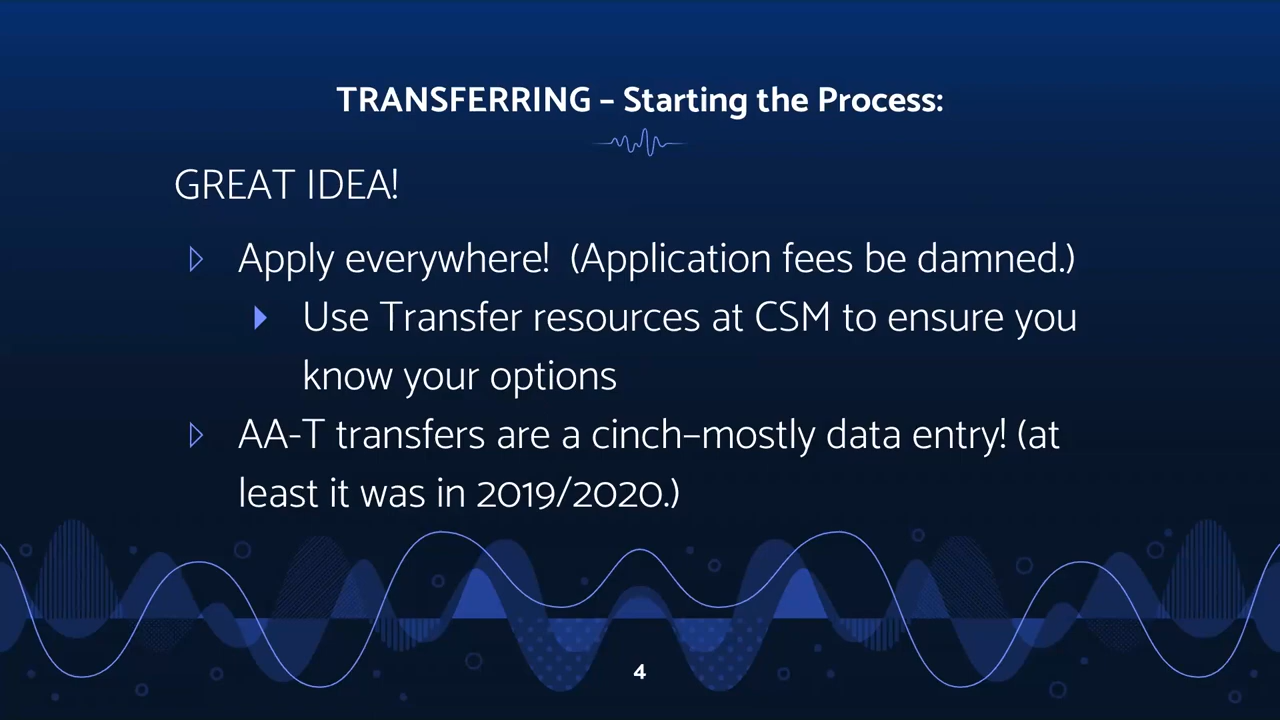 TRANSFERRING – Starting the Process:
GREAT IDEA!
Apply everywhere!  (Application fees be damned.)
Use Transfer resources at CSM to ensure you
know your options
AA-T transfers are a cinch–mostly data entry! (at
least it was in 2019/2020.)
4